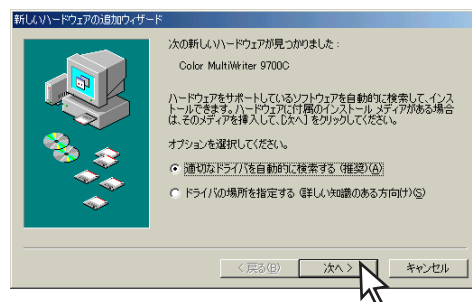 新しいハードウェアの追加ウィザード
次の新しいハードウェアが見つかりました :
Color MultiWriter 9700C
ハードウェアをサポートしているソフトウェアを自動的に検索して、インス
トールできます。ハードウェアに付属のインストール メディアがある場合
は、そのメディアを挿入して、[次へ] をクリックしてください。
オプションを選択してください。
適切なドライバを自動的に検索する (推奨)(A)
ドライバの場所を指定する (詳しい知識のある方向け)(S)
< 戻る(B)
次へ >
キャンセル